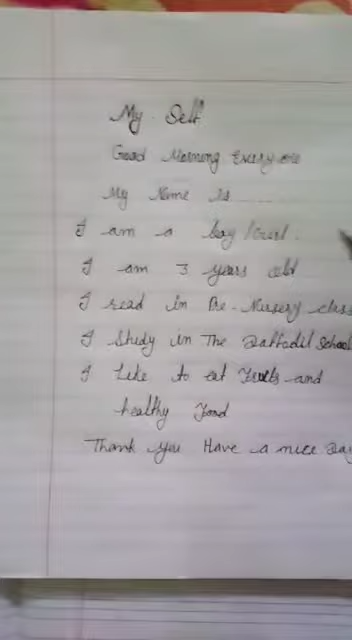 My Self
Good Morning Everyone
My Name is ......
I am a boy/Girl.
I am 3 years old
I read in Pre-Nursery class
I Study in The Daffodil School
I Like to eat Fruits and
healthy Food
Thank you Have a nice Day